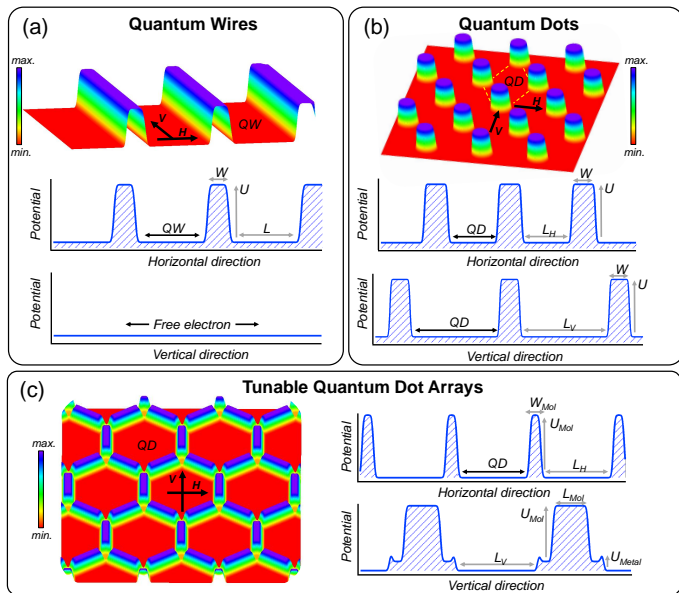 (a) Quantum Wires
max.
min.
V
H
QW
Potential
W
U
QW
L
Horizontal direction
Potential
Free electron
Vertical direction
(b) Quantum Dots
max.
min.
QD
H
V
Potential
W
U
QD
L_H
Horizontal direction
Potential
W
U
QD
L_V
Vertical direction
(c) Tunable Quantum Dot Arrays
max.
min.
QD
V
H
Potential
W_Mol
U_Mol
QD
L_H
Horizontal direction
Potential
L_Mol
U_Mol
L_V
U_Metal
Vertical direction